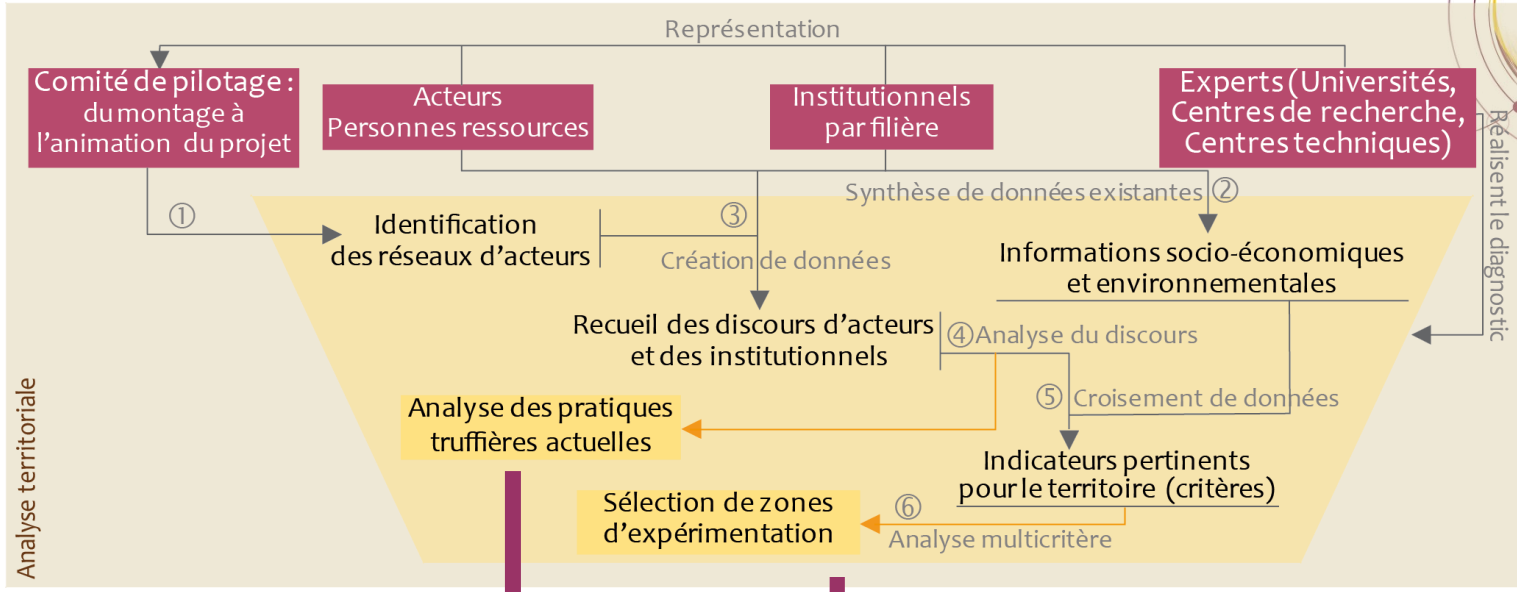 Représentation
Comité de pilotage :
du montage à
l'animation du projet
Acteurs
Personnes ressources
Institutionnels
par filière
Experts (Universités,
Centres de recherche,
Centres techniques)
Réalisent le diagnostic
①
Identification
des réseaux d'acteurs
③
Création de données
Synthèse de données existantes ②
Informations socio-économiques
et environnementales
Recueil des discours d'acteurs
et des institutionnels
④ Analyse du discours
⑤ Croisement de données
Analyse des pratiques
truffières actuelles
Indicateurs pertinents
pour le territoire (critères)
Sélection de zones
d'expérimentation
⑥
Analyse multicritère
Analyse territoriale